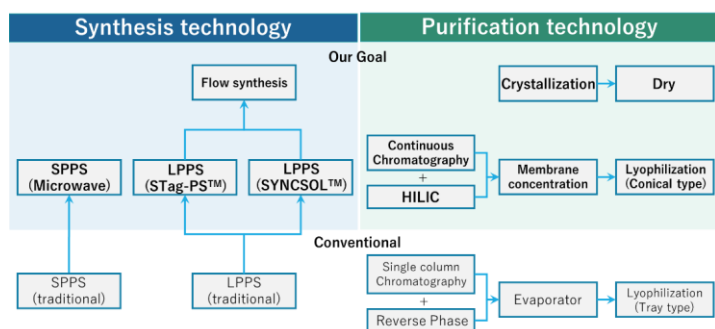 Synthesis technology
Purification technology
Our Goal
Flow synthesis
Crystallization
Dry
SPPS
(Microwave)
LPPS
(STag-PS™)
LPPS
(SYNCSOL™)
Continuous
Chromatography
+
HILIC
Membrane
concentration
Lyophilization
(Conical type)
Conventional
SPPS
(traditional)
LPPS
(traditional)
Single column
Chromatography
+
Reverse Phase
Evaporator
Lyophilization
(Tray type)